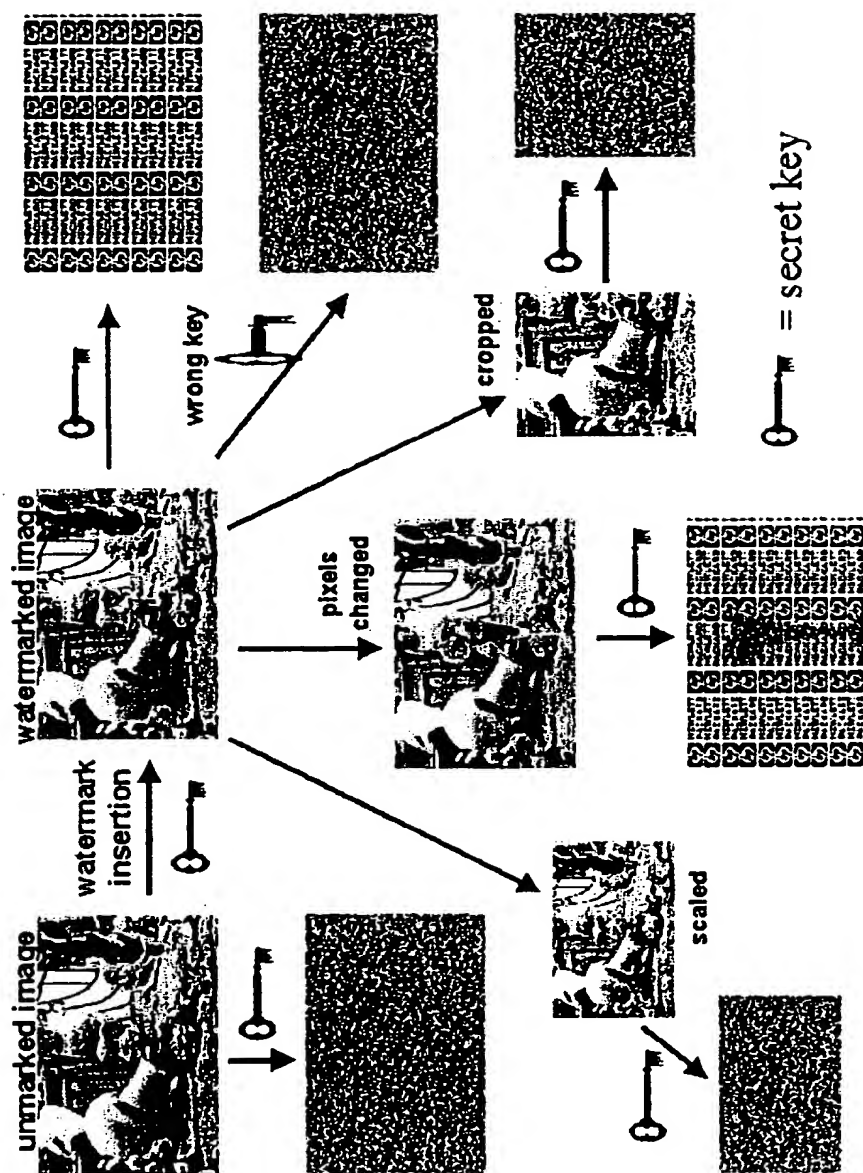 unmarked image
watermark
insertion
watermarked image
wrong key
pixels
changed
cropped
scaled
= secret key